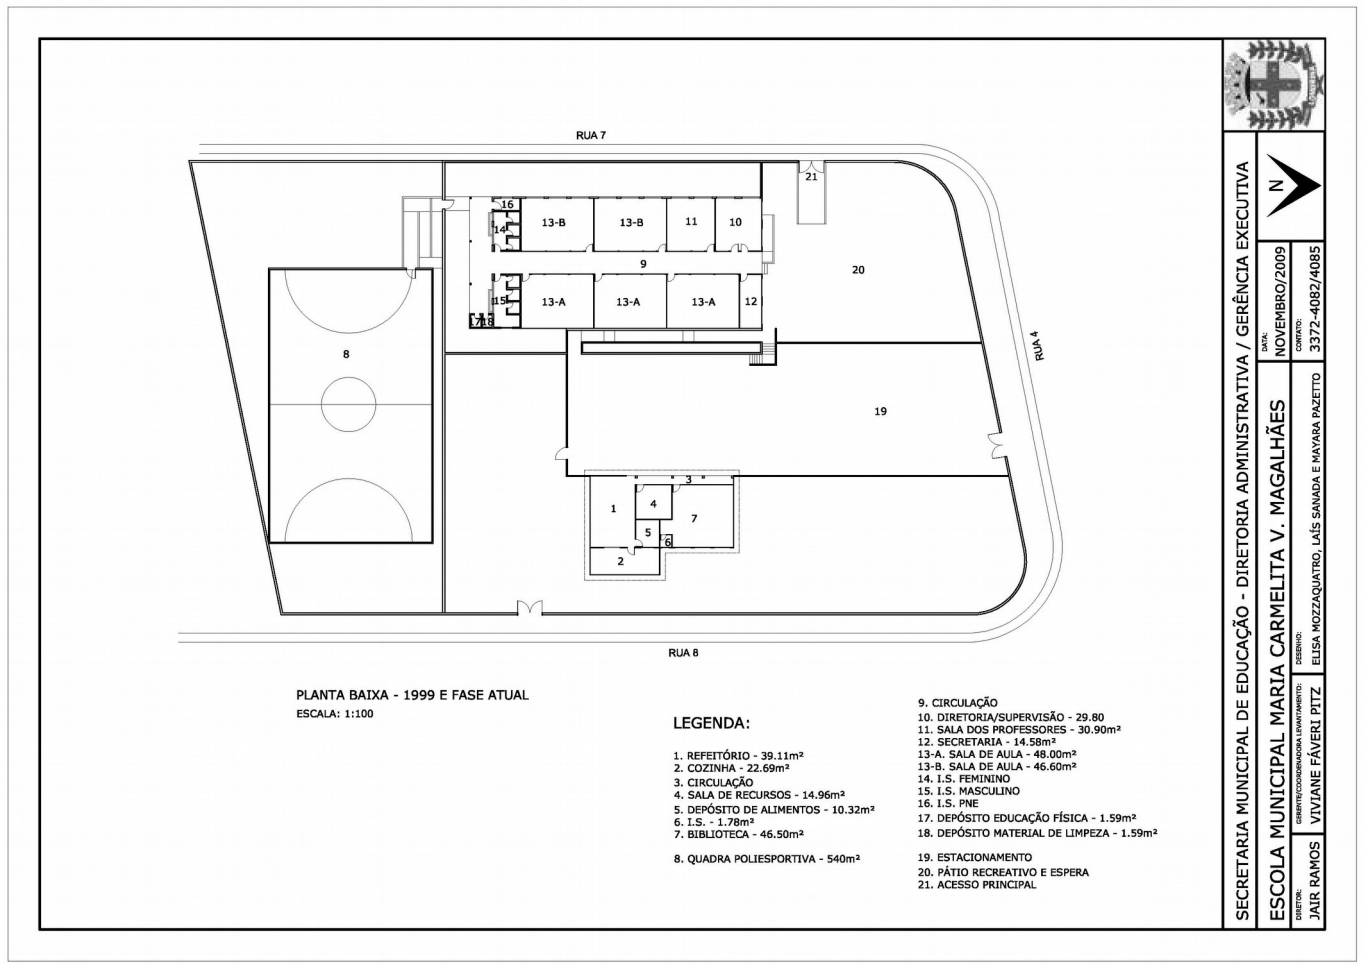 RUA 7
21
16
13-B
13-B
11
10
14
20
9
15
13-A
13-A
13-A
12
17
18
8
RUA 4
19
3
1
4
7
5
6
2
RUA 8
PLANTA BAIXA - 1999 E FASE ATUAL
ESCALA: 1:100
LEGENDA:
1. REFEITÓRIO - 39.11m²
2. COZINHA - 22.69m²
3. CIRCULAÇÃO
4. SALA DE RECURSOS - 14.96m²
5. DEPÓSITO DE ALIMENTOS - 10.32m²
6. I.S. - 1.78m²
7. BIBLIOTECA - 46.50m²
8. QUADRA POLIESPORTIVA - 540m²
9. CIRCULAÇÃO
10. DIRETORIA/SUPERVISÃO - 29.80
11. SALA DOS PROFESSORES - 30.90m²
12. SECRETARIA - 14.58m²
13-A. SALA DE AULA - 48.00m²
13-B. SALA DE AULA - 46.60m²
14. I.S. FEMININO
15. I.S. MASCULINO
16. I.S. PNE
17. DEPÓSITO EDUCAÇÃO FÍSICA - 1.59m²
18. DEPÓSITO MATERIAL DE LIMPEZA - 1.59m²
19. ESTACIONAMENTO
20. PÁTIO RECREATIVO E ESPERA
21. ACESSO PRINCIPAL
N
SECRETARIA MUNICIPAL DE EDUCAÇÃO - DIRETORIA ADMINISTRATIVA / GERÊNCIA EXECUTIVA
ESCOLA MUNICIPAL MARIA CARMELITA V. MAGALHÃES
DATA:
NOVEMBRO/2009
CONTATO:
3372-4082/4085
DESENHO:
ELISA MOZZAQUATRO, LAÍS SANADA E MAYARA PAZETTO
GERENTE/COORDENADORA LEVANTAMENTO:
VIVIANE FÁVERI PITZ
DIRETOR:
JAIR RAMOS